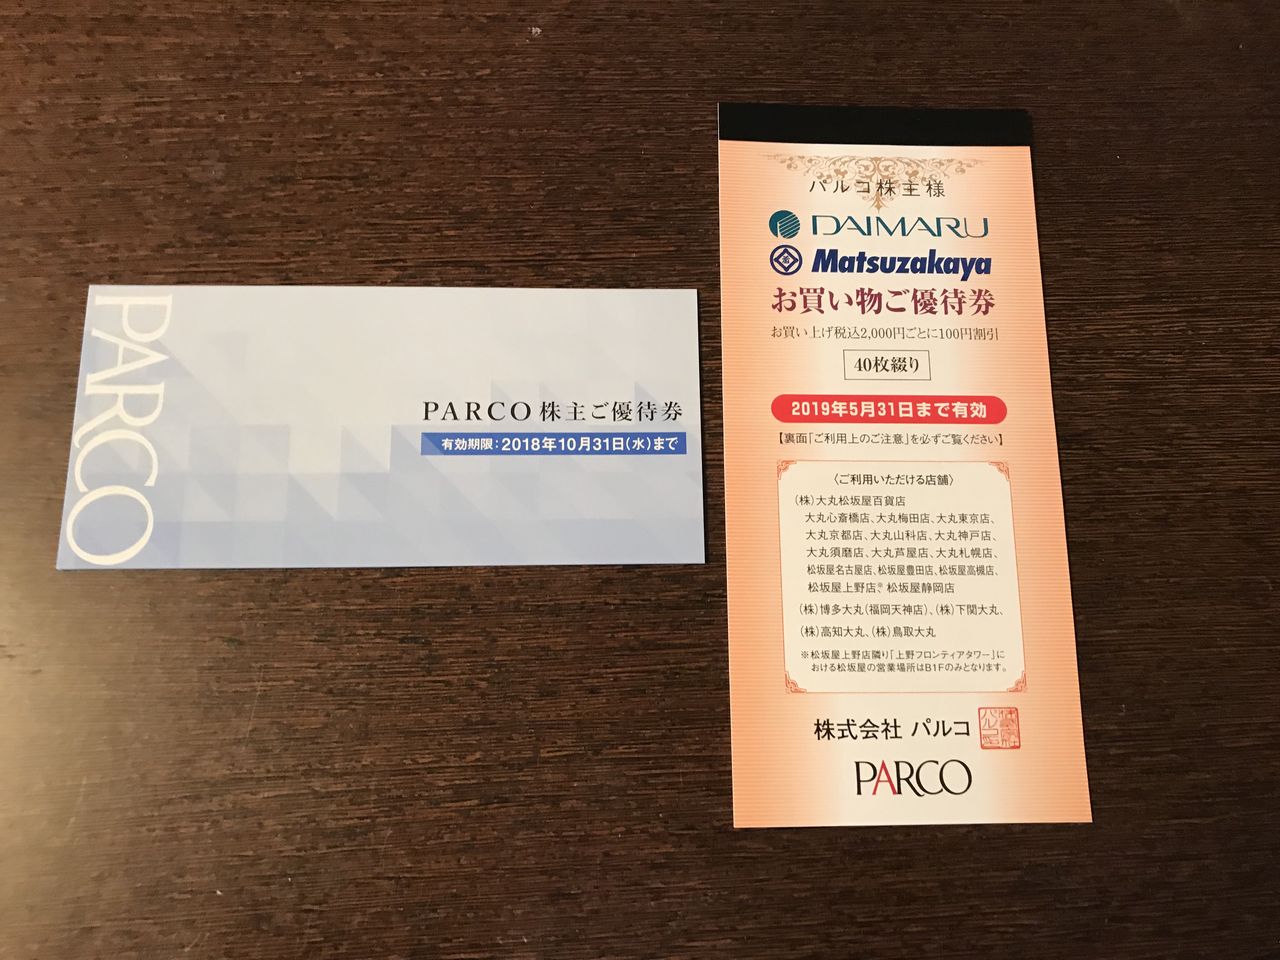 PARCO
PARCO 株主ご優待券
有効期限：2018年10月31日（水）まで
パルコ株主様
DAIMARU
Matsuzakaya
お買い物ご優待券
お買い上げ税込2,000円ごとに100円割引
40枚綴り
2019年5月31日まで有効
【裏面「ご利用上のご注意」を必ずご覧ください】
〈ご利用いただける店舗〉
（株）大丸松坂屋百貨店
大丸心斎橋店、大丸梅田店、大丸東京店、
大丸京都店、大丸山科店、大丸神戸店、
大丸須磨店、大丸芦屋店、大丸札幌店、
松坂屋名古屋店、松坂屋豊田店、松坂屋高槻店、
松坂屋上野店※、松坂屋静岡店
（株）博多大丸（福岡天神店）、（株）下関大丸、
（株）高知大丸、（株）鳥取大丸
※松坂屋上野店隣り「上野フロンティアタワー」に
おける松坂屋の営業場所はB1Fのみとなります。
株式会社 パルコ
PARCO